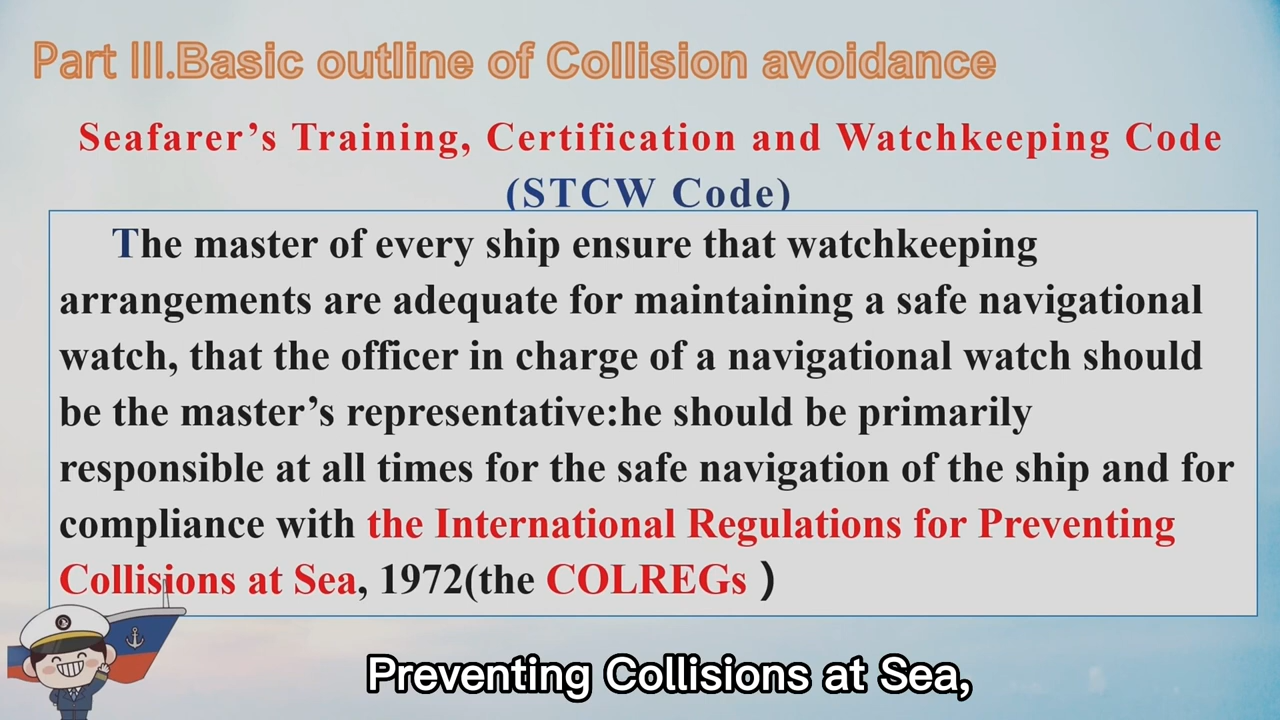 Part III.Basic outline of Collision avoidance
Seafarer’s Training, Certification and Watchkeeping Code
(STCW Code)
The master of every ship ensure that watchkeeping
arrangements are adequate for maintaining a safe navigational
watch, that the officer in charge of a navigational watch should
be the master’s representative:he should be primarily
responsible at all times for the safe navigation of the ship and for
compliance with the International Regulations for Preventing
Collisions at Sea, 1972(the COLREGs )
Preventing Collisions at Sea,